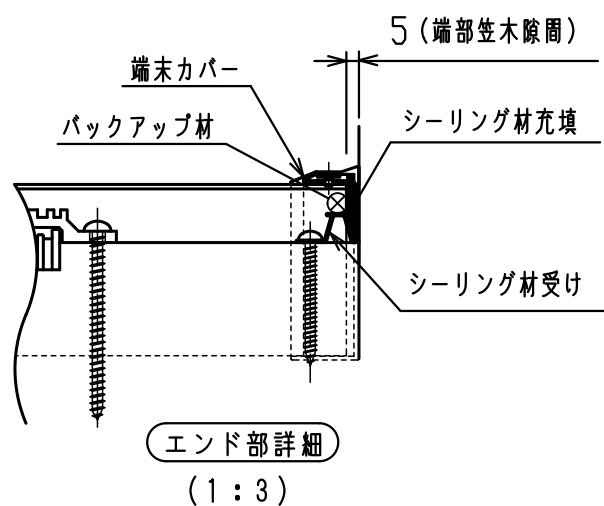 5(端部笠木隙間)
端末カバー
バックアップ材
シーリング材充填
シーリング材受け
エンド部詳細
(1:3)